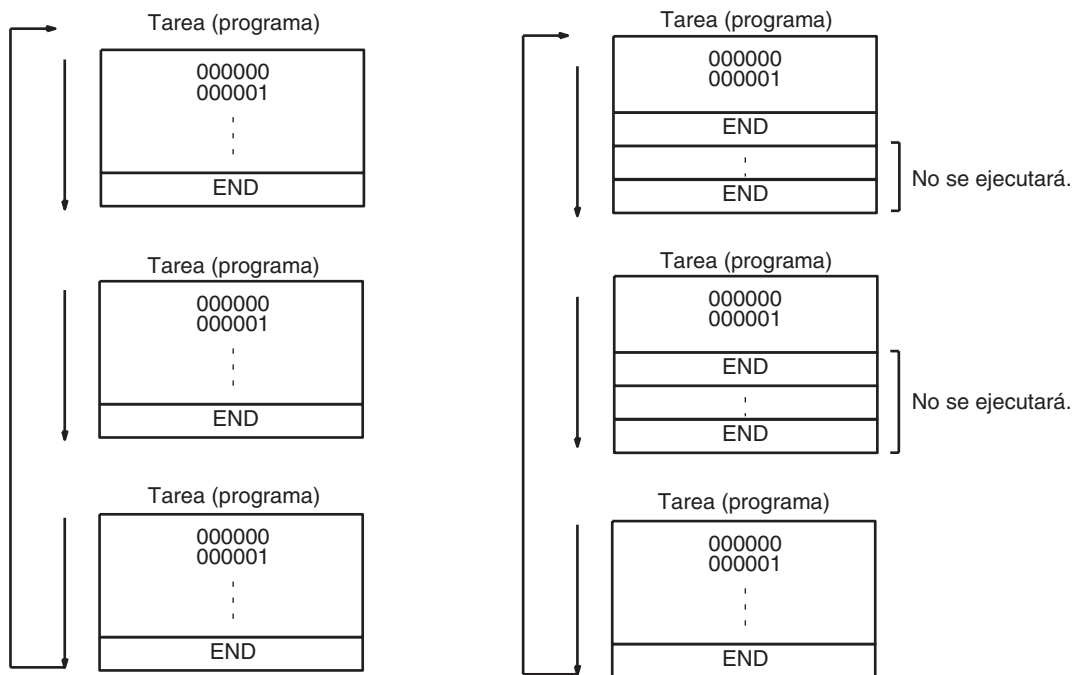 Tarea (programa)
000000
000001
END
Tarea (programa)
000000
000001
END
Tarea (programa)
000000
000001
END
Tarea (programa)
000000
000001
END
END
No se ejecutará.
Tarea (programa)
000000
000001
END
END
No se ejecutará.
Tarea (programa)
000000
000001
END